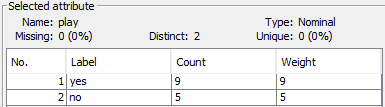 Selected attribute
Name: play Type: Nominal
Missing: 0 (0%) Distinct: 2 Unique: 0 (0%)
No. Label Count Weight
1 yes 9 9
2 no 5 5